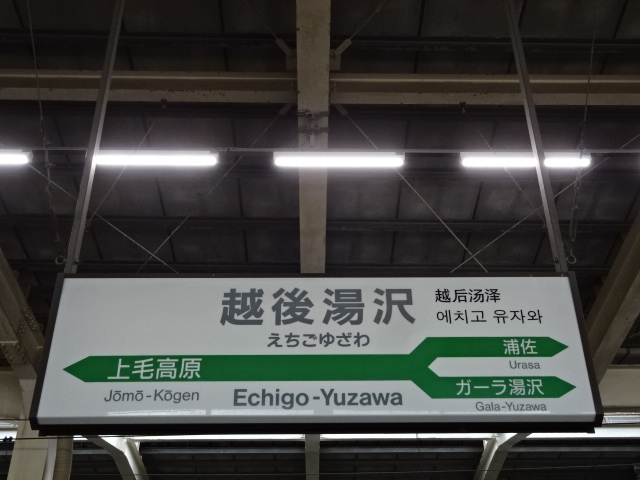 越後湯沢
えちごゆざわ
越后汤泽
에치고 유자와
上毛高原
Jōmō-Kōgen
Echigo-Yuzawa
浦佐
Urasa
ガーラ湯沢
Gala-Yuzawa